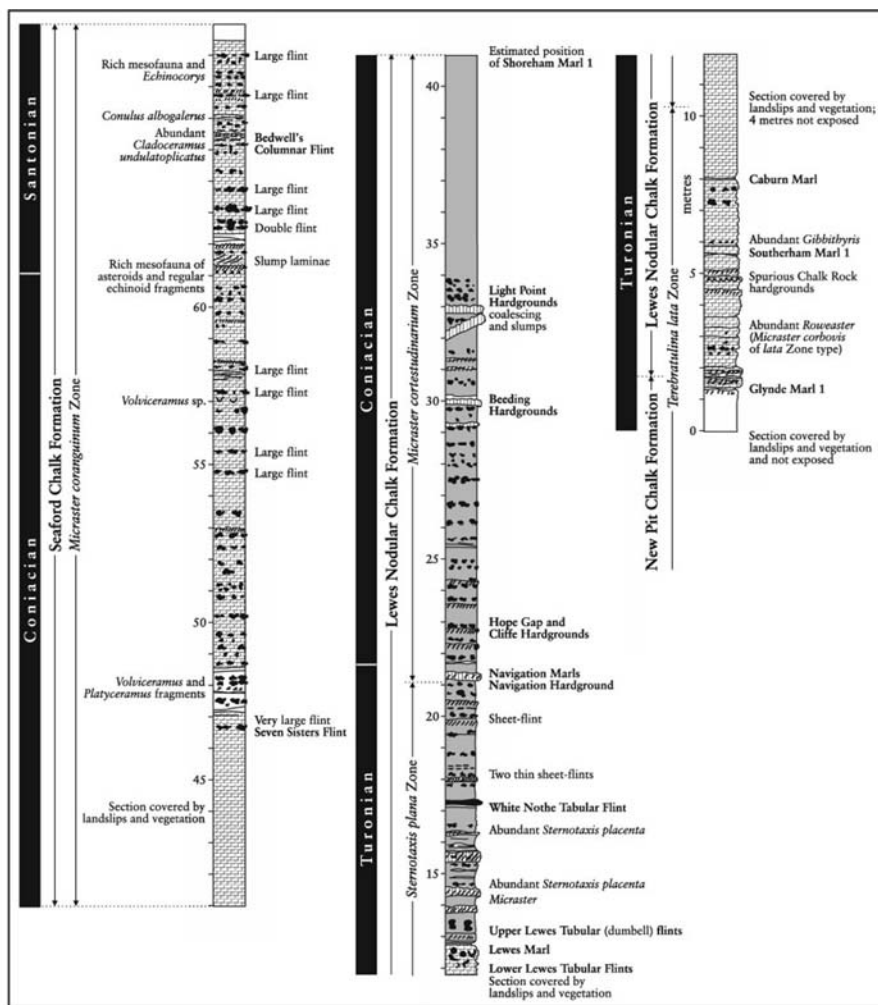 Santonian
Coniacian
Seaford Chalk Formation
Micraster coranguinum Zone
Rich mesofauna and
Echinocorys
Conulus albogalerus
Abundant
Cladoceramus
undulatoplicatus
Rich mesofauna of
asteroids and regular
echinoid fragments
60
Volviceramus sp.
55
50
Volviceramus and
Platyceramus fragments
45
Section covered by
landslips and vegetation
Large flint
Large flint
Bedwell's
Columnar Flint
Large flint
Large flint
Double flint
Slump laminae
Large flint
Large flint
Large flint
Large flint
Very large flint
Seven Sisters Flint
Coniacian
Turonian
Lewes Nodular Chalk Formation
Micraster cortestudinarium Zone
Sternotaxis plana Zone
40
35
30
25
20
15
Estimated position
of Shoreham Marl 1
Light Point
Hardgrounds
coalescing
and slumps
Beeding
Hardgrounds
Hope Gap and
Cliffe Hardgrounds
Navigation Marls
Navigation Hardground
Sheet-flint
Two thin sheet-flints
White Nothe Tabular Flint
Abundant Sternotaxis placenta
Abundant Sternotaxis placenta
Micraster
Upper Lewes Tubular (dumbell) flints
Lewes Marl
Lower Lewes Tubular Flints
Section covered by
landslips and vegetation
Turonian
New Pit Chalk Formation
Lewes Nodular Chalk Formation
Terebratulina lata Zone
metres
10
5
0
Section covered by
landslips and vegetation;
4 metres not exposed
Caburn Marl
Abundant Gibbithyris
Southerham Marl 1
Spurious Chalk Rock
hardgrounds
Abundant Roweaster
(Micraster corbovis
of lata Zone type)
Glynde Marl 1
Section covered by
landslips and vegetation
and not exposed